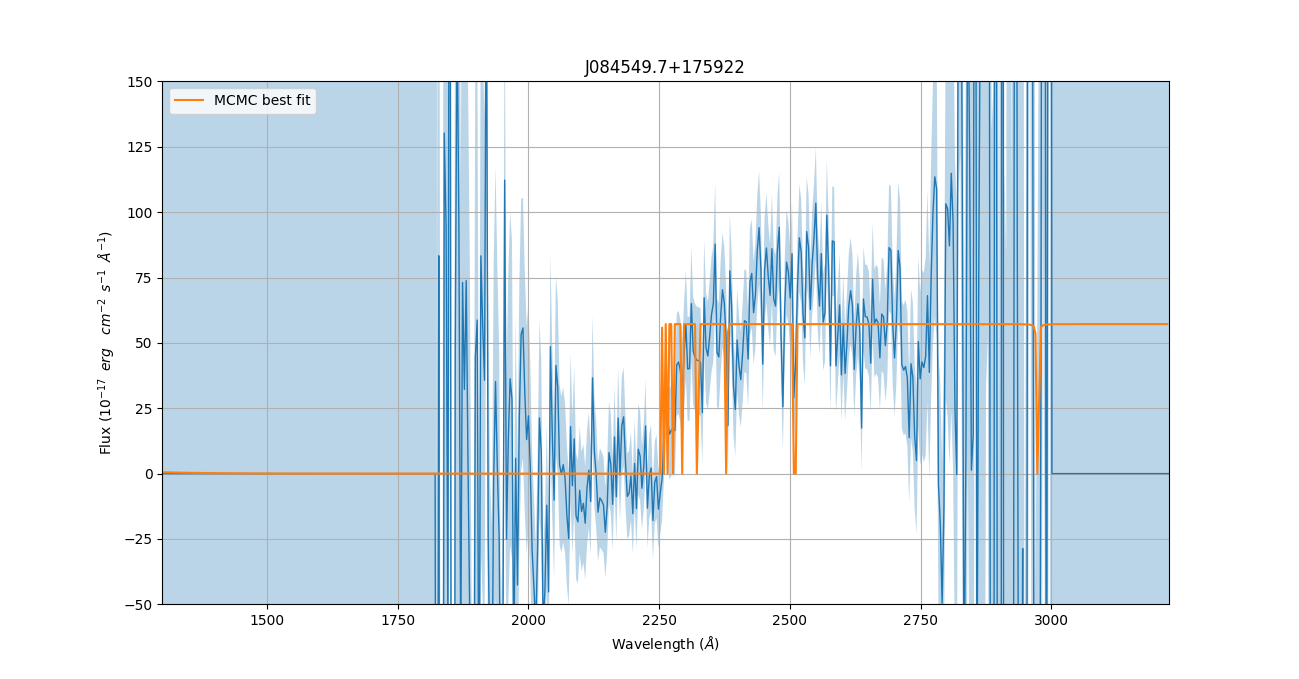 J084549.7+175922
MCMC best fit
150
125
100
75
50
25
0
−25
−50
Flux (10⁻¹⁷ erg cm⁻² s⁻¹ Å⁻¹)
1500 1750 2000 2250 2500 2750 3000
Wavelength (Å)